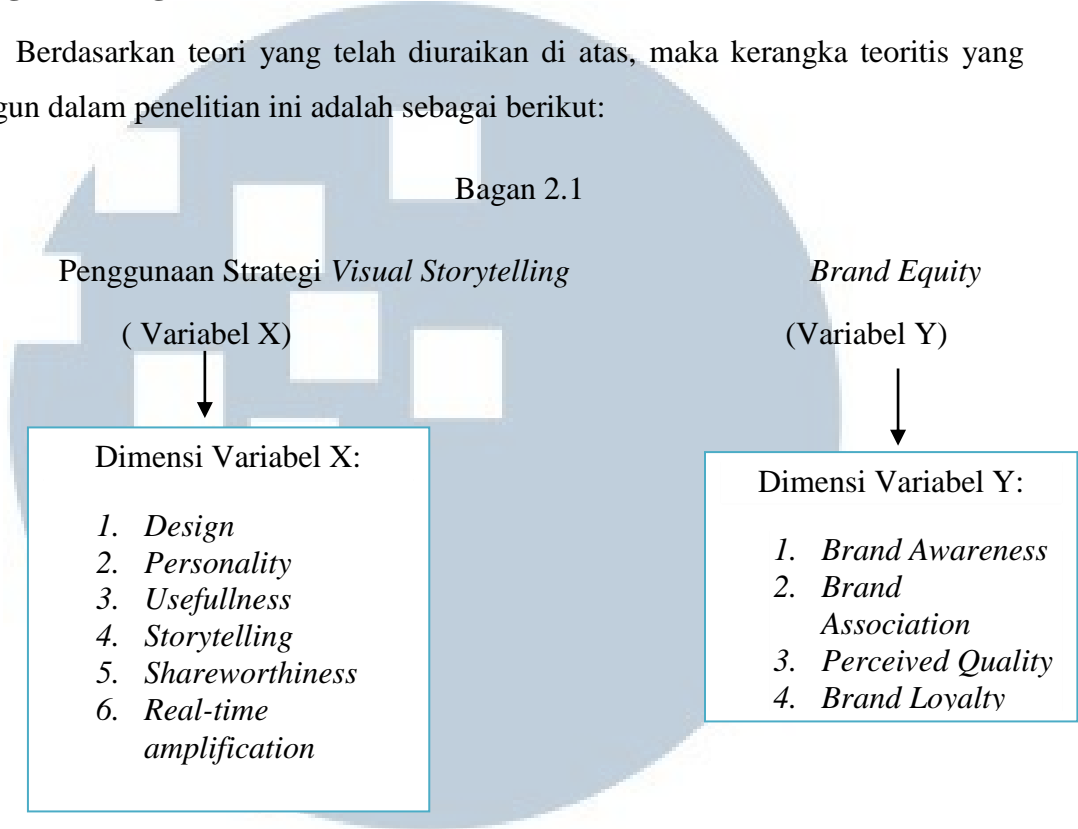 Berdasarkan teori yang telah diuraikan di atas, maka kerangka teoritis yang
dalam penelitian ini adalah sebagai berikut:
Bagan 2.1
Penggunaan Strategi Visual Storytelling
( Variabel X)
Brand Equity
(Variabel Y)
Dimensi Variabel X:
1. Design
2. Personality
3. Usefullness
4. Storytelling
5. Shareworthiness
6. Real-time
amplification
Dimensi Variabel Y:
1. Brand Awareness
2. Brand
Association
3. Perceived Quality
4. Brand Loyalty